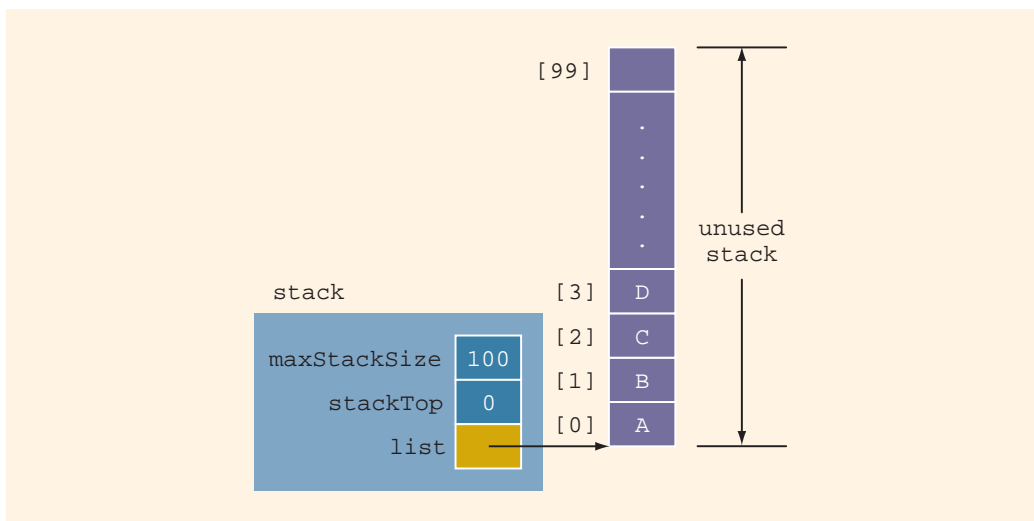 [99]
.
.
.
.
.
unused
stack
stack
[3] D
[2] C
maxStackSize 100
[1] B
stackTop 0
[0] A
list